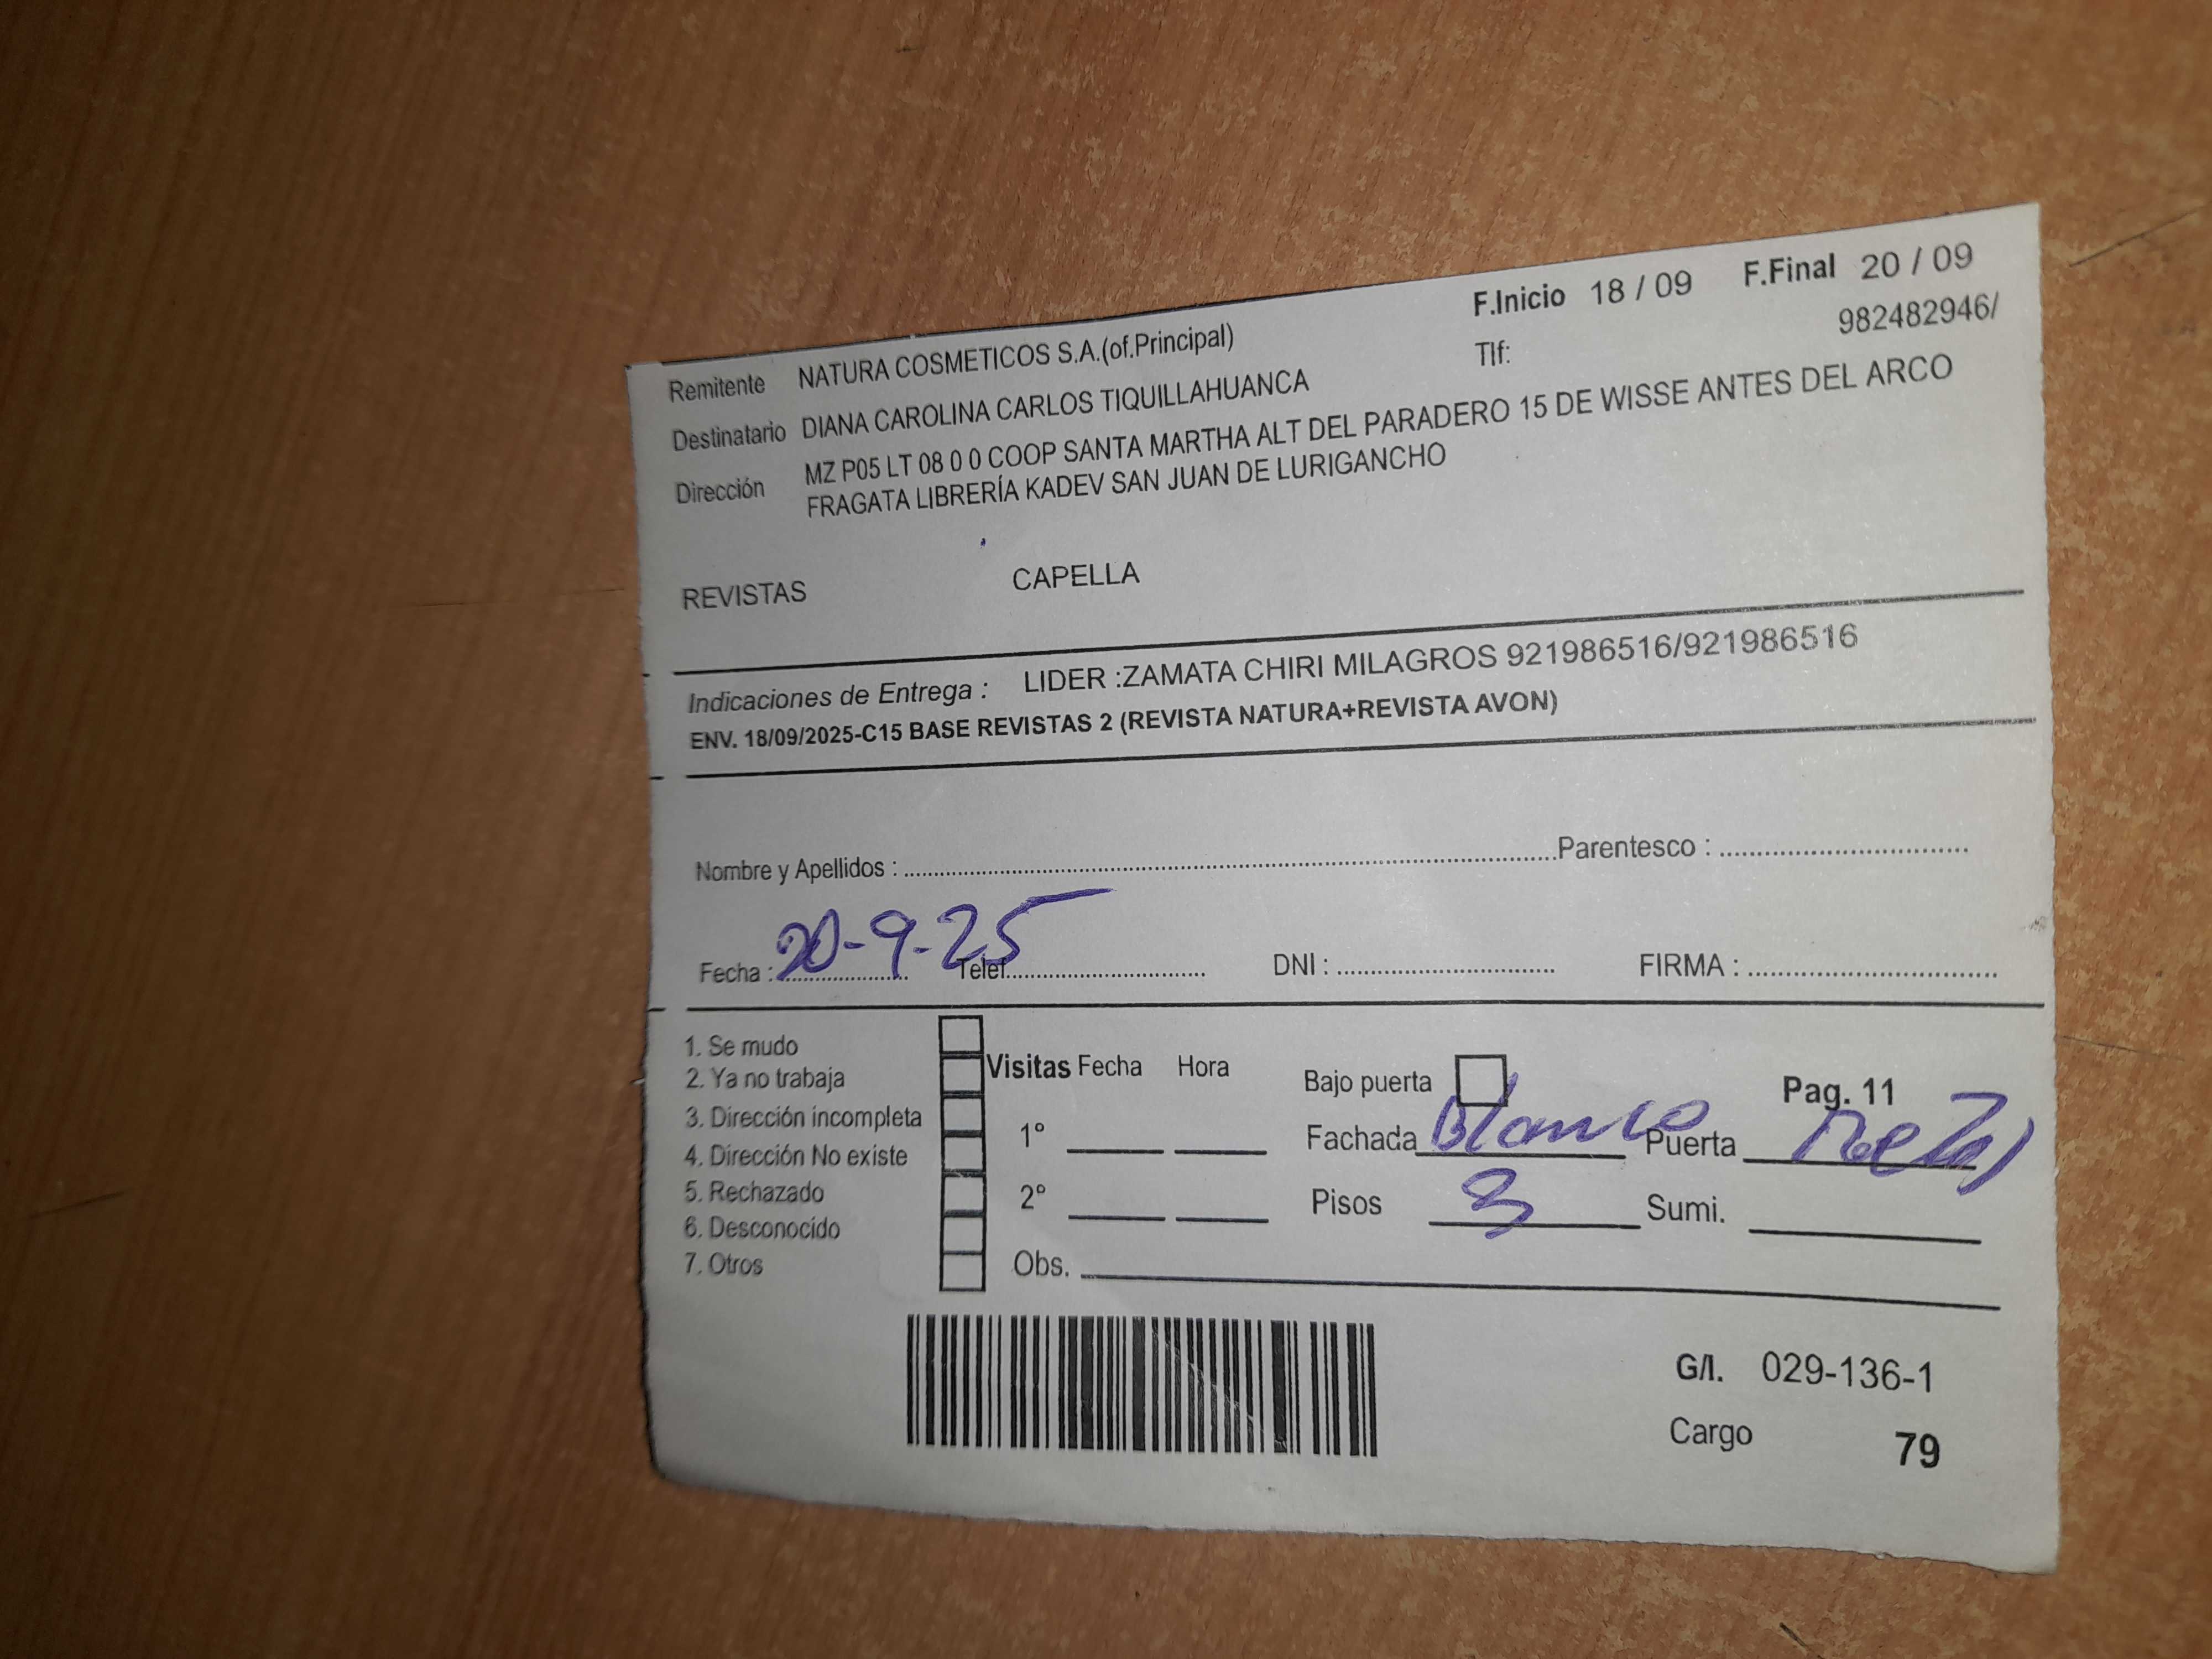 F.Inicio 18 / 09 F.Final 20 / 09
Remitente NATURA COSMETICOS S.A.(of.Principal) Tlf: 982482946/
Destinatario DIANA CAROLINA CARLOS TIQUILLAHUANCA
Dirección MZ P05 LT 08 0 0 COOP SANTA MARTHA ALT DEL PARADERO 15 DE WISSE ANTES DEL ARCO
FRAGATA LIBRERÍA KADEV SAN JUAN DE LURIGANCHO
REVISTAS CAPELLA
Indicaciones de Entrega : LIDER :ZAMATA CHIRI MILAGROS 921986516/921986516
ENV. 18/09/2025-C15 BASE REVISTAS 2 (REVISTA NATURA+REVISTA AVON)
Nombre y Apellidos : Parentesco :
Fecha : 20-9-25 Telef. DNI : FIRMA :
1. Se mudo
2. Ya no trabaja
3. Dirección incompleta
4. Dirección No existe
5. Rechazado
6. Desconocido
7. Otros
Visitas Fecha Hora
1°
2°
Obs.
Bajo puerta Pag. 11
Fachada Blanco Puerta Metal
Pisos 3 Sumi.
G/I. 029-136-1
Cargo 79